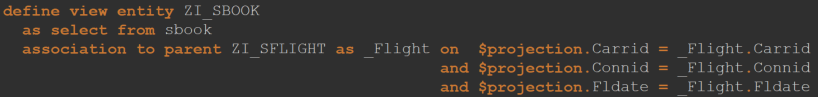 define view entity ZI_SBOOK
as select from sbook
association to parent ZI_SFLIGHT as _Flight on $projection.Carrid = _Flight.Carrid
and $projection.Connid = _Flight.Connid
and $projection.Fldate = _Flight.Fldate